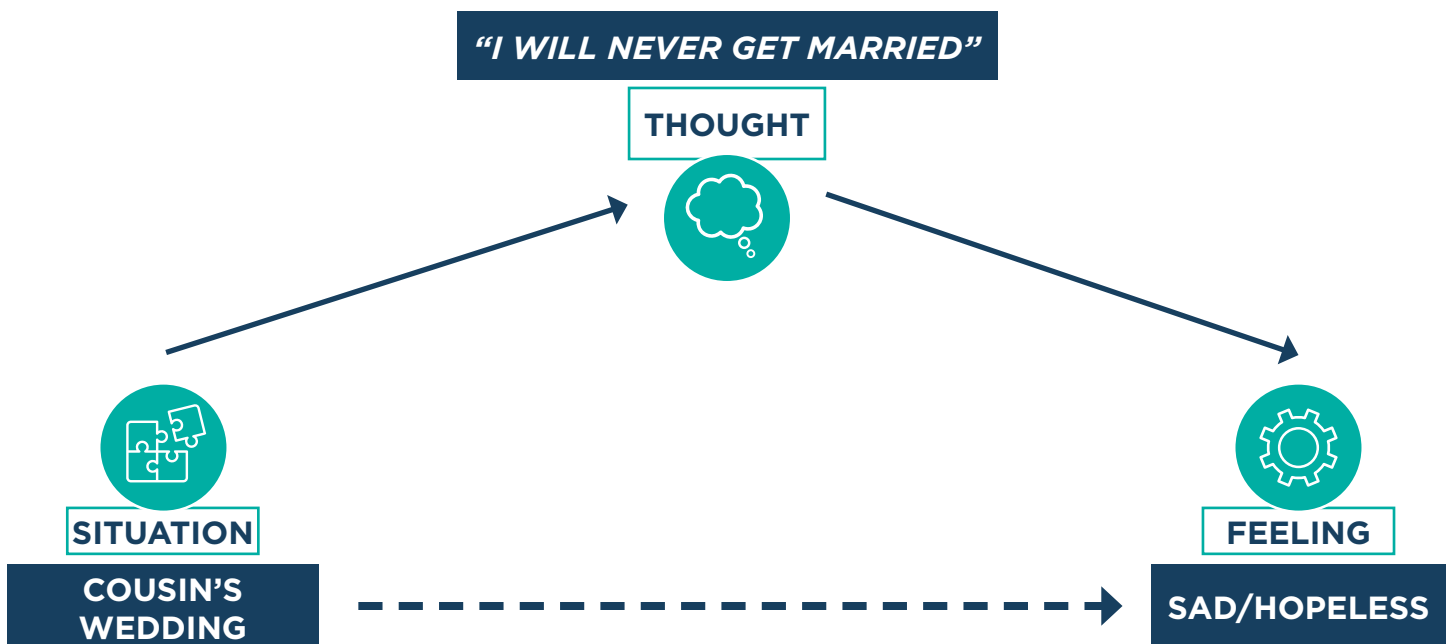 “I WILL NEVER GET MARRIED”
THOUGHT
SITUATION
COUSIN’S
WEDDING
FEELING
SAD/HOPELESS